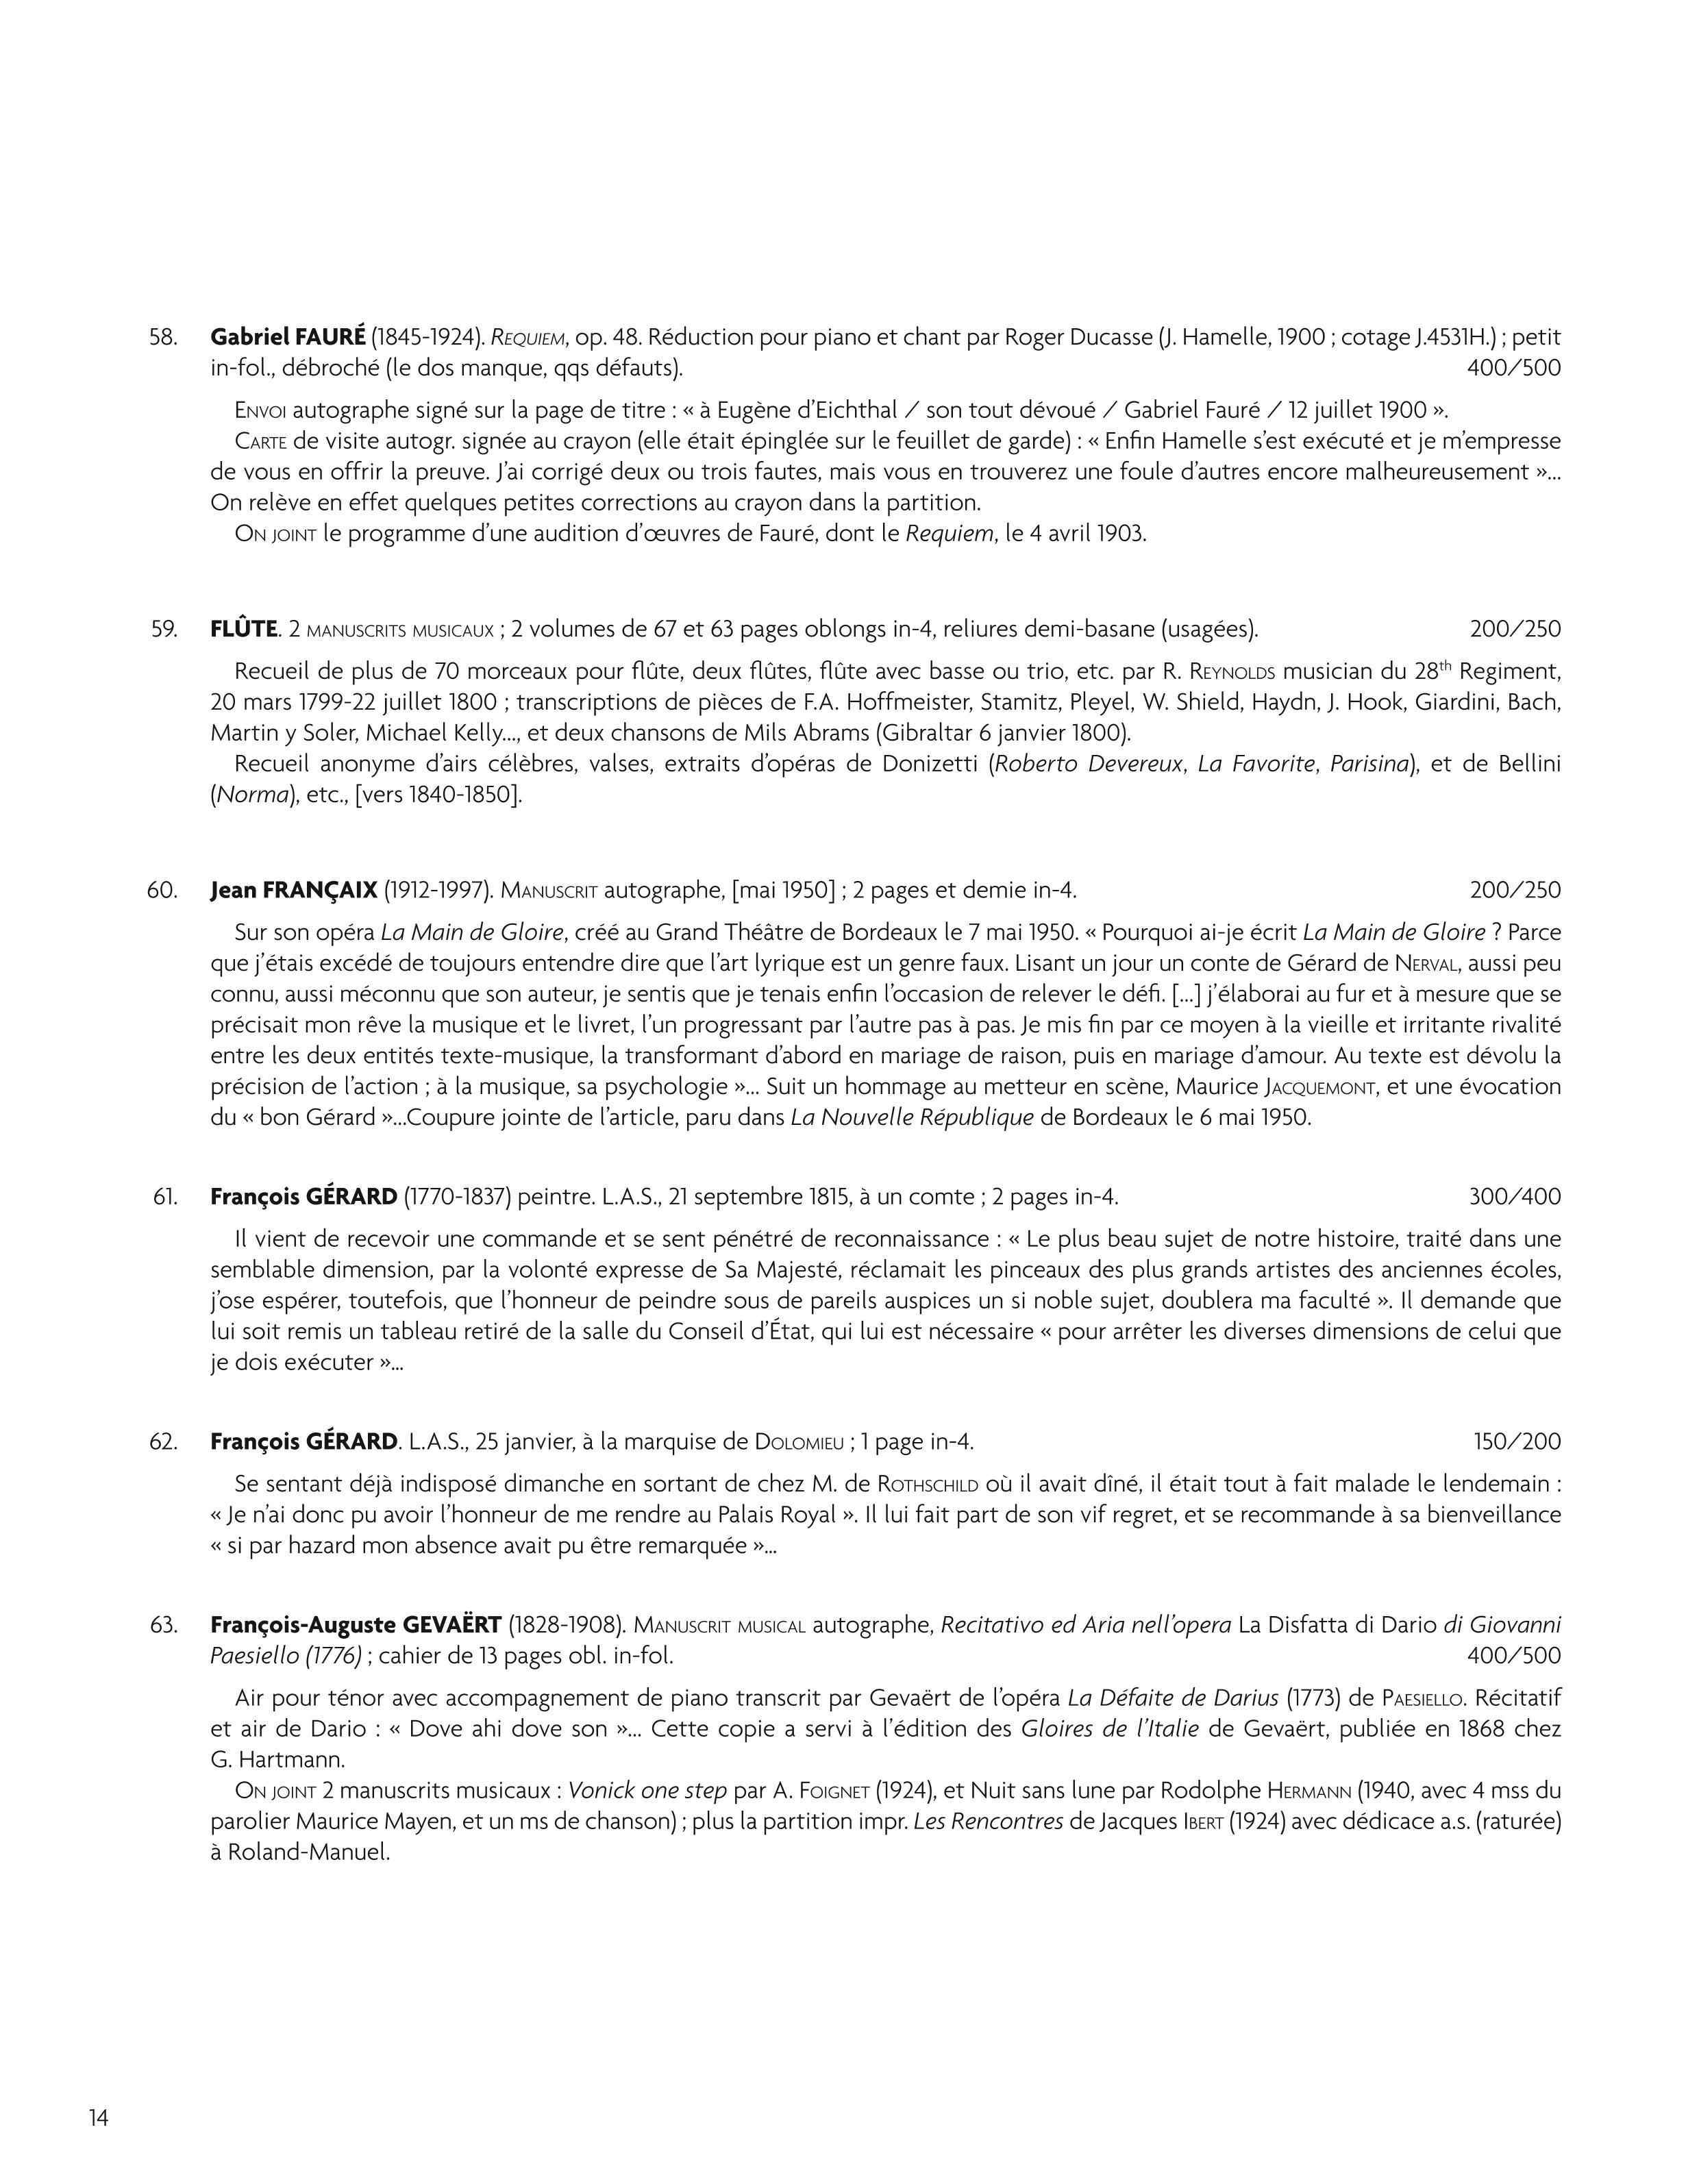 58. Gabriel FAURÉ (1845-1924). Requiem, op. 48. Réduction pour piano et chant par Roger Ducasse (J. Hamelle, 1900 ; cotage J.4531H.) ; petit
in-fol., débroché (le dos manque, qqs défauts). 400/500
Envoi autographe signé sur la page de titre : « à Eugène d’Eichthal / son tout dévoué / Gabriel Fauré / 12 juillet 1900 ».
Carte de visite autogr. signée au crayon (elle était épinglée sur le feuillet de garde) : « Enfin Hamelle s’est exécuté et je m’empresse
de vous en offrir la preuve. J’ai corrigé deux ou trois fautes, mais vous en trouverez une foule d’autres encore malheureusement »...
On relève en effet quelques petites corrections au crayon dans la partition.
On joint le programme d’une audition d’œuvres de Fauré, dont le Requiem, le 4 avril 1903.
59. FLÛTE. 2 manuscrits musicaux ; 2 volumes de 67 et 63 pages oblongs in-4, reliures demi-basane (usagées). 200/250
Recueil de plus de 70 morceaux pour flûte, deux flûtes, flûte avec basse ou trio, etc. par R. Reynolds musician du 28th Regiment,
20 mars 1799-22 juillet 1800 ; transcriptions de pièces de F.A. Hoffmeister, Stamitz, Pleyel, W. Shield, Haydn, J. Hook, Giardini, Bach,
Martin y Soler, Michael Kelly..., et deux chansons de Mils Abrams (Gibraltar 6 janvier 1800).
Recueil anonyme d’airs célèbres, valses, extraits d’opéras de Donizetti (Roberto Devereux, La Favorite, Parisina), et de Bellini
(Norma), etc., [vers 1840-1850].
60. Jean FRANÇAIX (1912-1997). Manuscrit autographe, [mai 1950] ; 2 pages et demie in-4. 200/250
Sur son opéra La Main de Gloire, créé au Grand Théâtre de Bordeaux le 7 mai 1950. « Pourquoi ai-je écrit La Main de Gloire ? Parce
que j’étais excédé de toujours entendre dire que l’art lyrique est un genre faux. Lisant un jour un conte de Gérard de Nerval, aussi peu
connu, aussi méconnu que son auteur, je sentis que je tenais enfin l’occasion de relever le défi. [...] j’élaborai au fur et à mesure que se
précisait mon rêve la musique et le livret, l’un progressant par l’autre pas à pas. Je mis fin par ce moyen à la vieille et irritante rivalité
entre les deux entités texte-musique, la transformant d’abord en mariage de raison, puis en mariage d’amour. Au texte est dévolu la
précision de l’action ; à la musique, sa psychologie »... Suit un hommage au metteur en scène, Maurice Jacquemont, et une évocation
du « bon Gérard »...Coupure jointe de l’article, paru dans La Nouvelle République de Bordeaux le 6 mai 1950.
61. François GÉRARD (1770-1837) peintre. L.A.S., 21 septembre 1815, à un comte ; 2 pages in-4. 300/400
Il vient de recevoir une commande et se sent pénétré de reconnaissance : « Le plus beau sujet de notre histoire, traité dans une
semblable dimension, par la volonté expresse de Sa Majesté, réclamait les pinceaux des plus grands artistes des anciennes écoles,
j’ose espérer, toutefois, que l’honneur de peindre sous de pareils auspices un si noble sujet, doublera ma faculté ». Il demande que
lui soit remis un tableau retiré de la salle du Conseil d’État, qui lui est nécessaire « pour arrêter les diverses dimensions de celui que
je dois exécuter »...
62. François GÉRARD. L.A.S., 25 janvier, à la marquise de Dolomieu ; 1 page in-4. 150/200
Se sentant déjà indisposé dimanche en sortant de chez M. de Rothschild où il avait dîné, il était tout à fait malade le lendemain :
« Je n’ai donc pu avoir l’honneur de me rendre au Palais Royal ». Il lui fait part de son vif regret, et se recommande à sa bienveillance
« si par hazard mon absence avait pu être remarquée »...
63. François-Auguste GEVAËRT (1828-1908). Manuscrit musical autographe, Recitativo ed Aria nell’opera La Disfatta di Dario di Giovanni
Paesiello (1776) ; cahier de 13 pages obl. in-fol. 400/500
Air pour ténor avec accompagnement de piano transcrit par Gevaërt de l’opéra La Défaite de Darius (1773) de Paesiello. Récitatif
et air de Dario : « Dove ahi dove son »... Cette copie a servi à l’édition des Gloires de l’Italie de Gevaërt, publiée en 1868 chez
G. Hartmann.
On joint 2 manuscrits musicaux : Vonick one step par A. Foignet (1924), et Nuit sans lune par Rodolphe Hermann (1940, avec 4 mss du
parolier Maurice Mayen, et un ms de chanson) ; plus la partition impr. Les Rencontres de Jacques Ibert (1924) avec dédicace a.s. (raturée)
à Roland-Manuel.
14